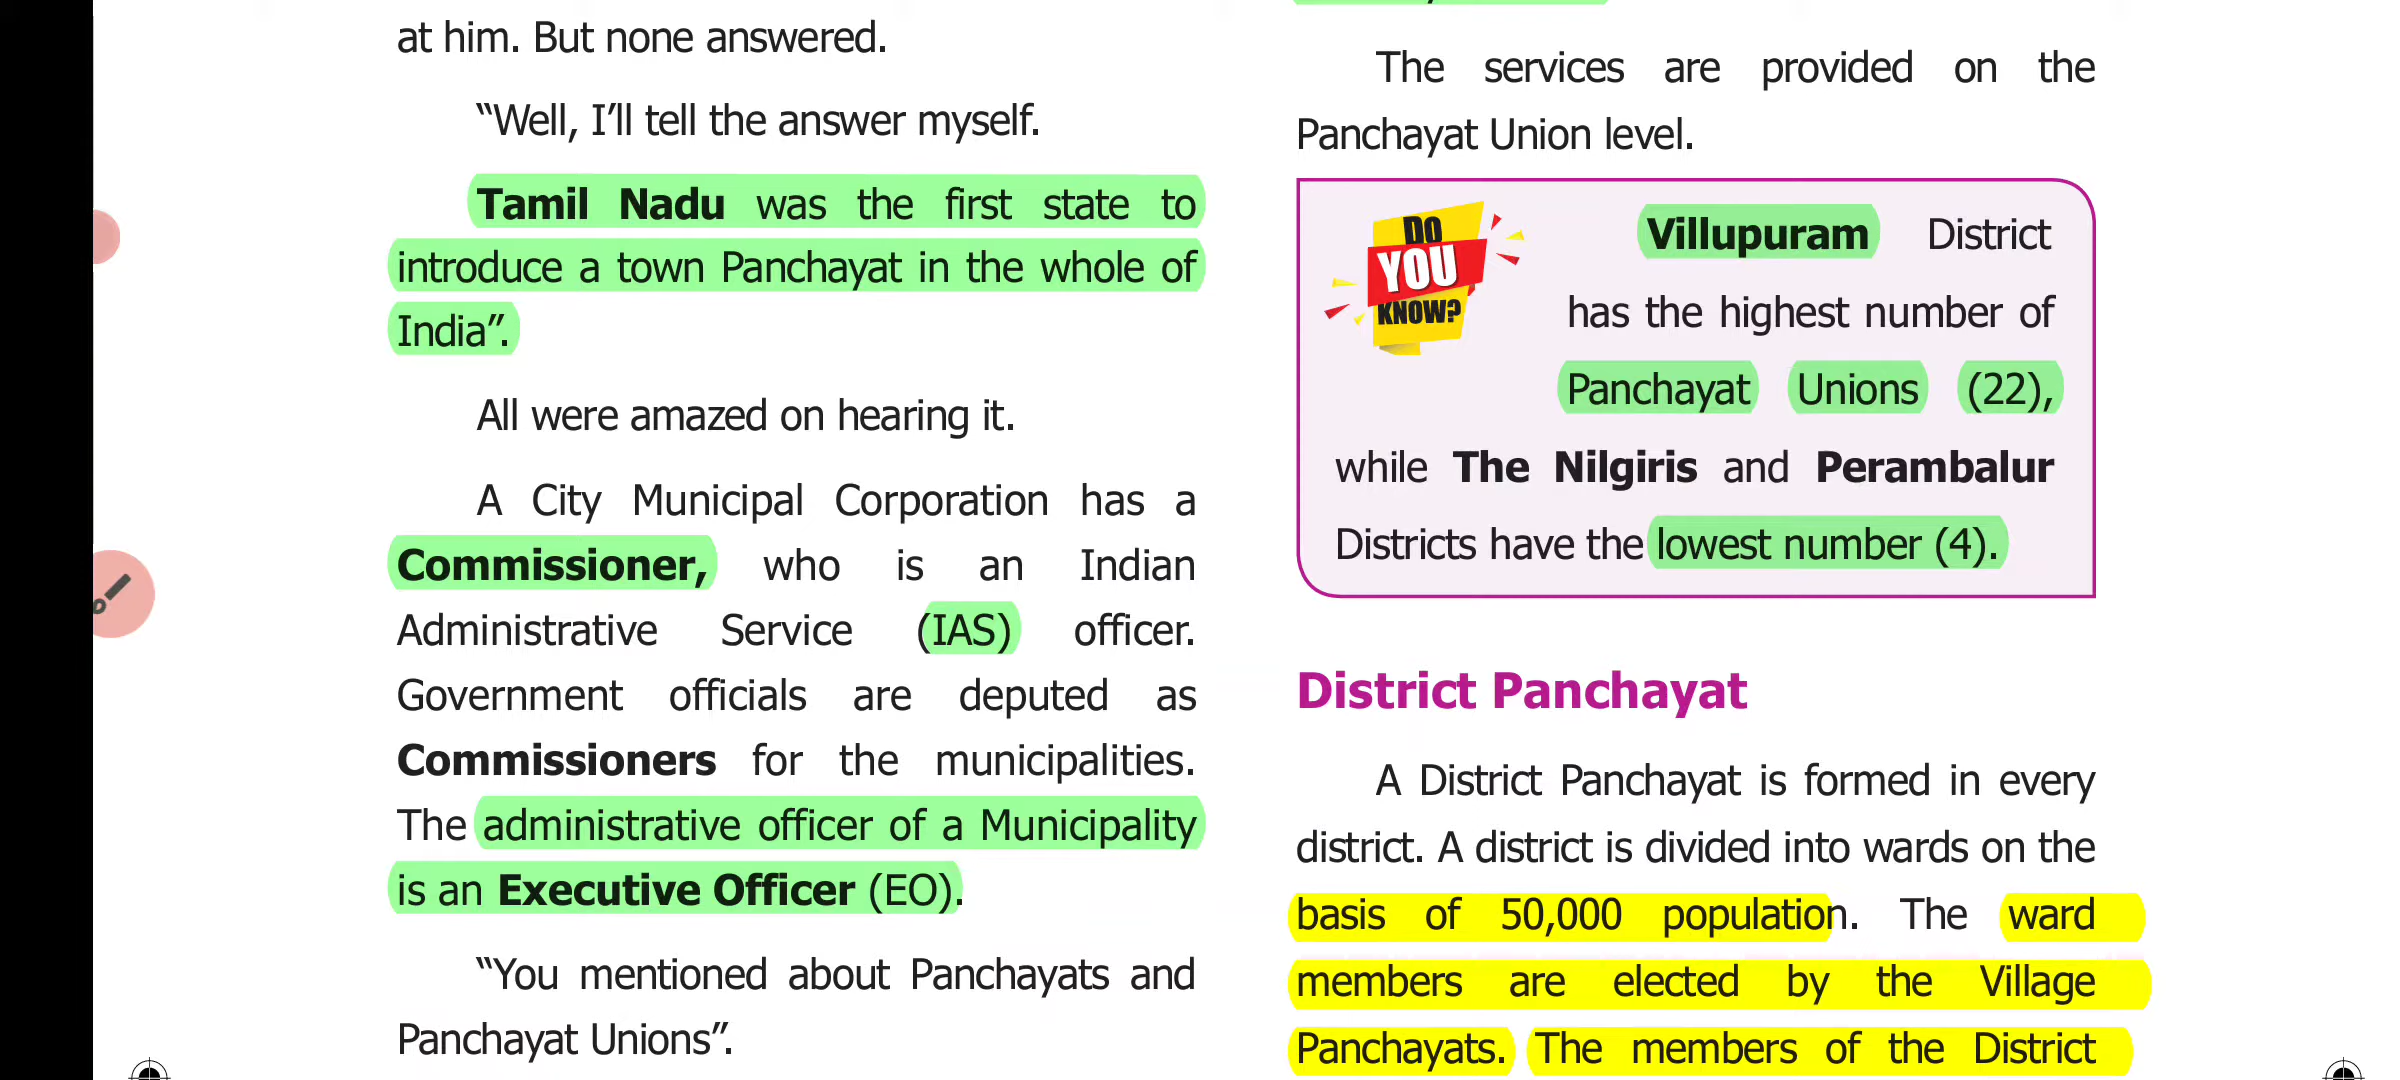 at him. But none answered.
“Well, I’ll tell the answer myself.
Tamil Nadu was the first state to
introduce a town Panchayat in the whole of
India”.
All were amazed on hearing it.
A City Municipal Corporation has a
Commissioner, who is an Indian
Administrative Service (IAS) officer.
Government officials are deputed as
Commissioners for the municipalities.
The administrative officer of a Municipality
is an Executive Officer (EO).
“You mentioned about Panchayats and
Panchayat Unions”.
The services are provided on the
Panchayat Union level.
DO
YOU
KNOW?
Villupuram District
has the highest number of
Panchayat Unions (22),
while The Nilgiris and Perambalur
Districts have the lowest number (4).
District Panchayat
A District Panchayat is formed in every
district. A district is divided into wards on the
basis of 50,000 population. The ward
members are elected by the Village
Panchayats. The members of the District